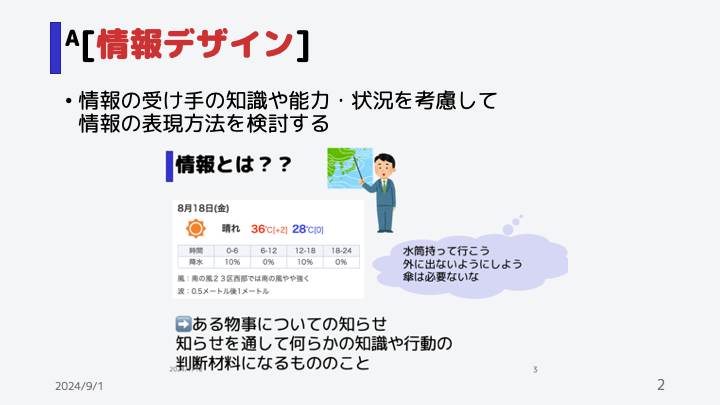 A[情報デザイン]
• 情報の受け手の知識や能力・状況を考慮して
情報の表現方法を検討する
情報とは？？
8月18日(金)
晴れ 36℃[+2] 28℃[0]
時間 0-6 6-12 12-18 18-24
降水 10% 0% 10% 0%
風：南の風２３区西部では南の風やや強く
波：0.5メートル後1メートル
水筒持って行こう
外に出ないようにしよう
傘は必要ないな
➡ある物事についての知らせ
知らせを通して何らかの知識や行動の
判断材料になるもののこと
3
2024/9/1
2